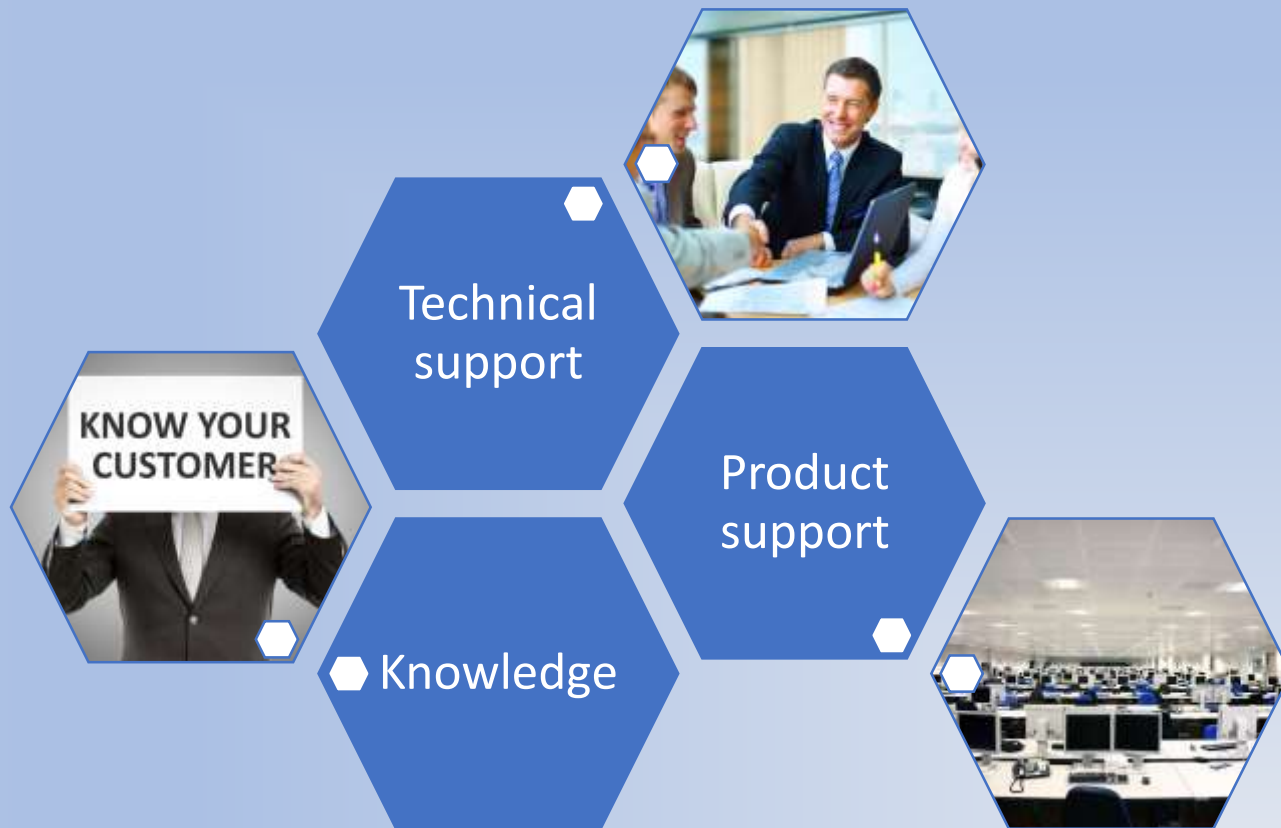 Technical
support
KNOW YOUR
CUSTOMER
Product
support
Knowledge